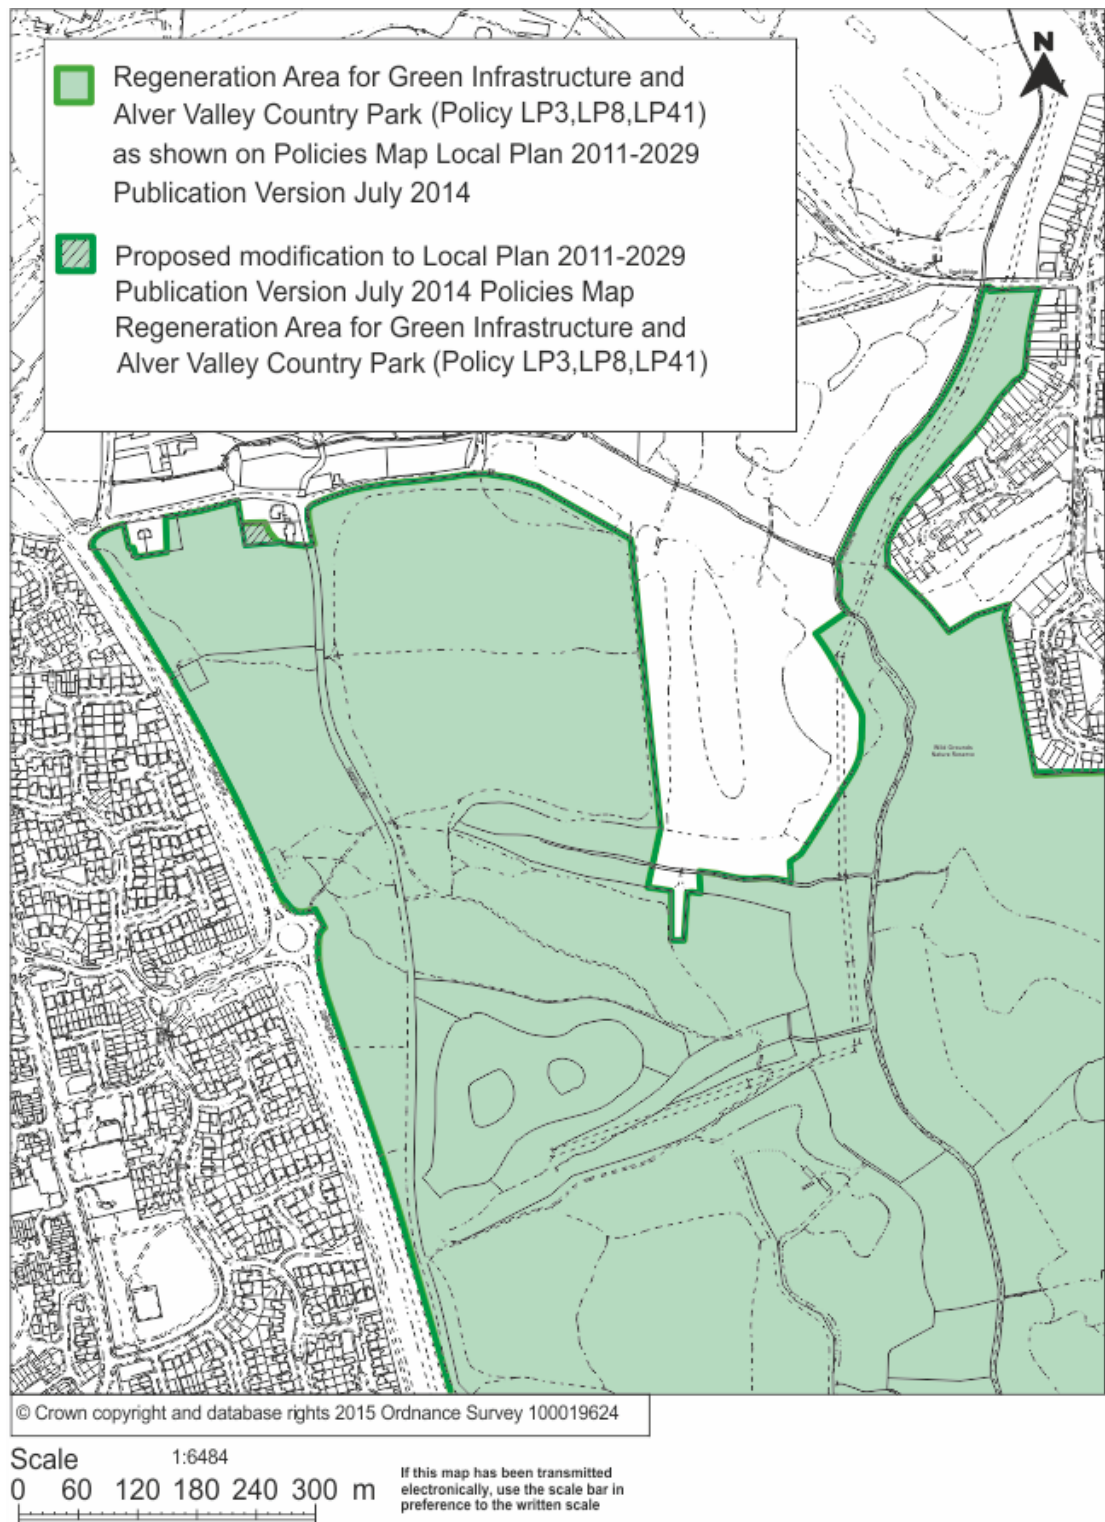 Regeneration Area for Green Infrastructure and
Alver Valley Country Park (Policy LP3,LP8,LP41)
as shown on Policies Map Local Plan 2011-2029
Publication Version July 2014
Proposed modification to Local Plan 2011-2029
Publication Version July 2014 Policies Map
Regeneration Area for Green Infrastructure and
Alver Valley Country Park (Policy LP3,LP8,LP41)
N
Wild Grounds
Nature Reserve
© Crown copyright and database rights 2015 Ordnance Survey 100019624
Scale 1:6484
0 60 120 180 240 300 m
If this map has been transmitted
electronically, use the scale bar in
preference to the written scale